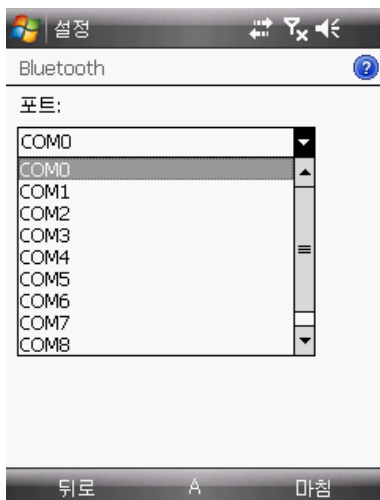 설정
Bluetooth
포트:
COM0
COM0
COM1
COM2
COM3
COM4
COM5
COM6
COM7
COM8
뒤로 A 마침